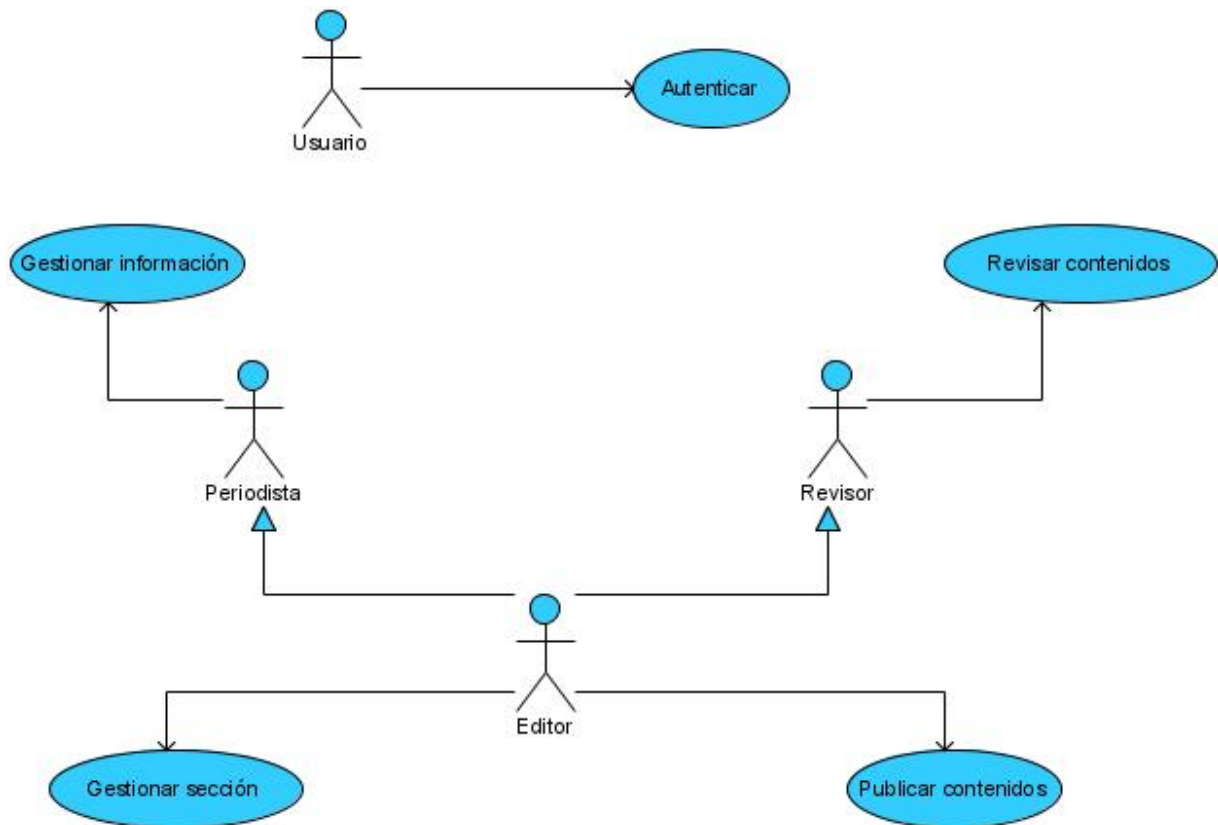 Autenticar
Usuario
Gestionar información
Revisar contenidos
Periodista
Revisor
Editor
Gestionar sección
Publicar contenidos